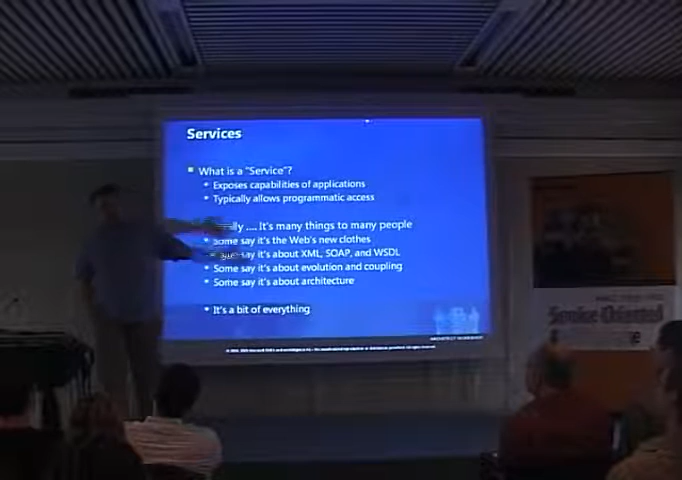 Services
What is a "Service"?
Exposes capabilities of applications
Typically allows programmatic access
.... It's many things to many people
Some say it's the Web's new clothes
say it's about XML, SOAP, and WSDL
Some say it's about evolution and coupling
Some say it's about architecture
It's a bit of everything
Service Oriented